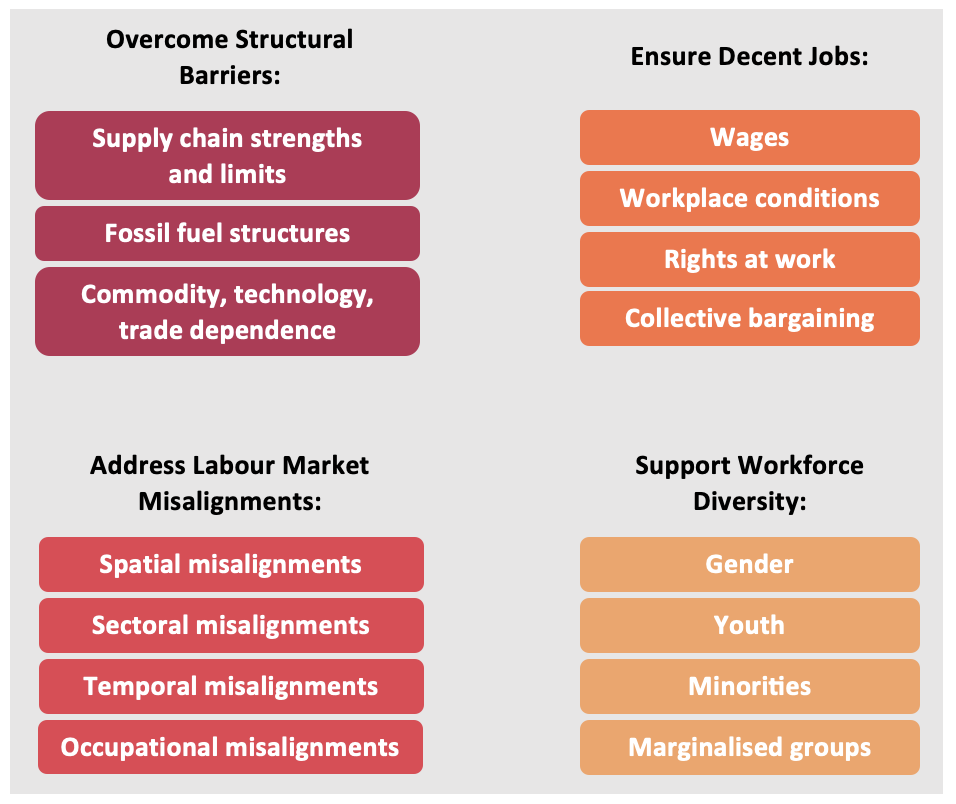 Overcome Structural
Barriers:
Supply chain strengths
and limits
Fossil fuel structures
Commodity, technology,
trade dependence
Ensure Decent Jobs:
Wages
Workplace conditions
Rights at work
Collective bargaining
Address Labour Market
Misalignments:
Spatial misalignments
Sectoral misalignments
Temporal misalignments
Occupational misalignments
Support Workforce
Diversity:
Gender
Youth
Minorities
Marginalised groups